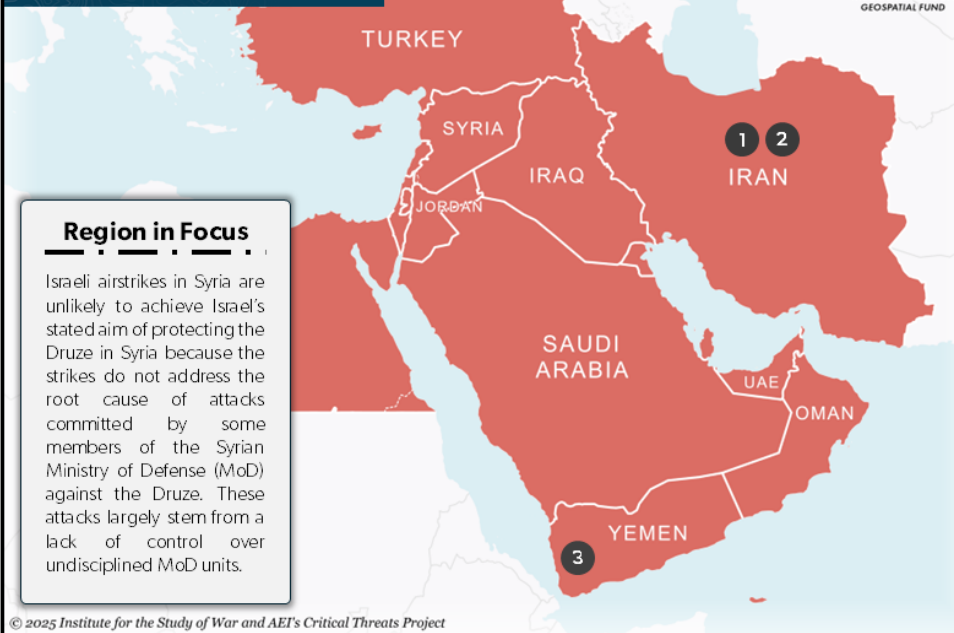 GEOSPATIAL FUND
TURKEY
SYRIA
1 2
IRAN
IRAQ
JORDAN
Region in Focus
Israeli airstrikes in Syria are
unlikely to achieve Israel's
stated aim of protecting the
Druze in Syria because the
strikes do not address the
root cause of attacks
committed by some
members of the Syrian
Ministry of Defense (MoD)
against the Druze. These
attacks largely stem from a
lack of control over
undisciplined MoD units.
SAUDI
ARABIA
UAE
OMAN
YEMEN
3
© 2025 Institute for the Study of War and AEI's Critical Threats Project